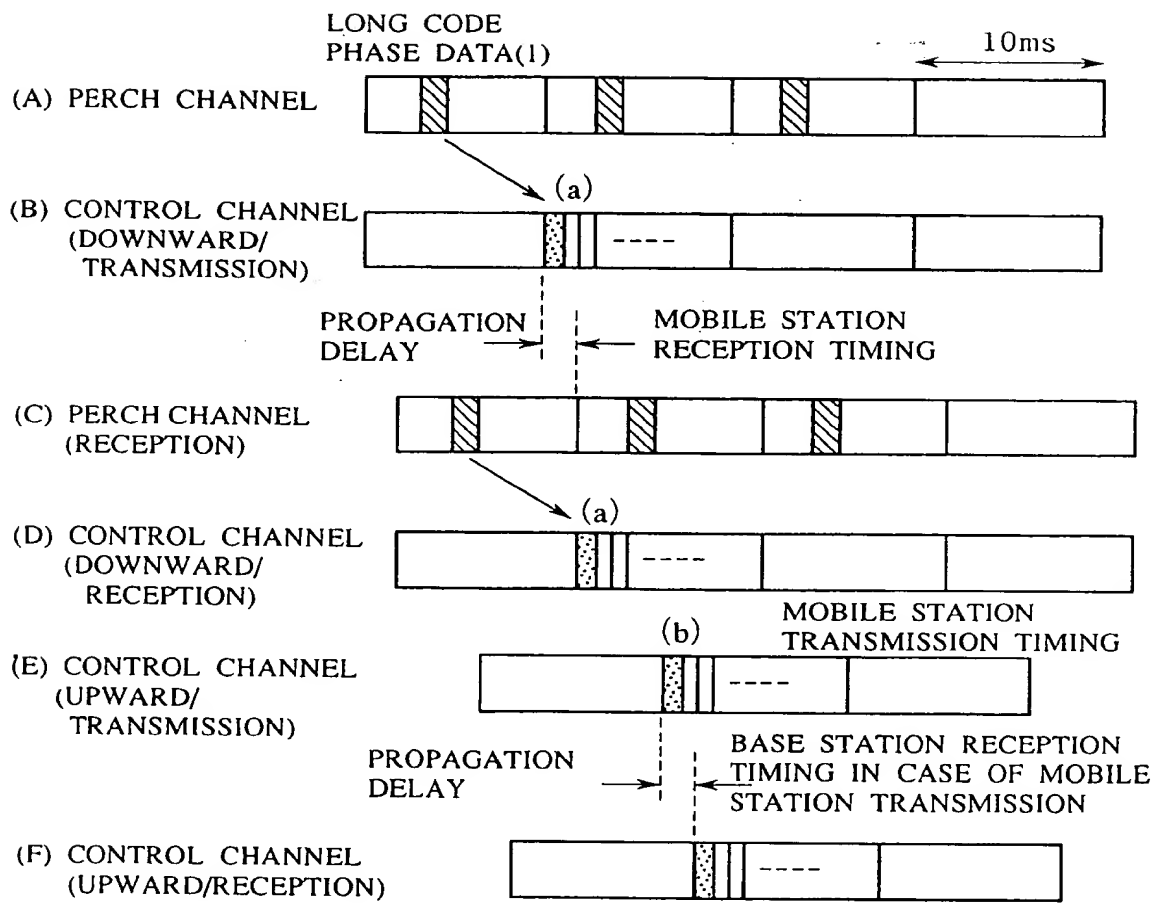 LONG CODE
PHASE DATA(1)
10ms
(A) PERCH CHANNEL
(a)
(B) CONTROL CHANNEL
(DOWNWARD/
TRANSMISSION)
PROPAGATION
DELAY
MOBILE STATION
RECEPTION TIMING
(C) PERCH CHANNEL
(RECEPTION)
(a)
(D) CONTROL CHANNEL
(DOWNWARD/
RECEPTION)
MOBILE STATION
TRANSMISSION TIMING
(b)
(E) CONTROL CHANNEL
(UPWARD/
TRANSMISSION)
PROPAGATION
DELAY
BASE STATION RECEPTION
TIMING IN CASE OF MOBILE
STATION TRANSMISSION
(F) CONTROL CHANNEL
(UPWARD/RECEPTION)